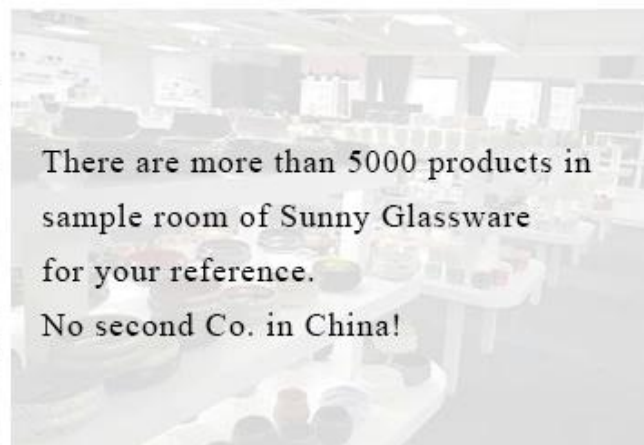 There are more than 5000 products in
sample room of Sunny Glassware
for your reference.
No second Co. in China!